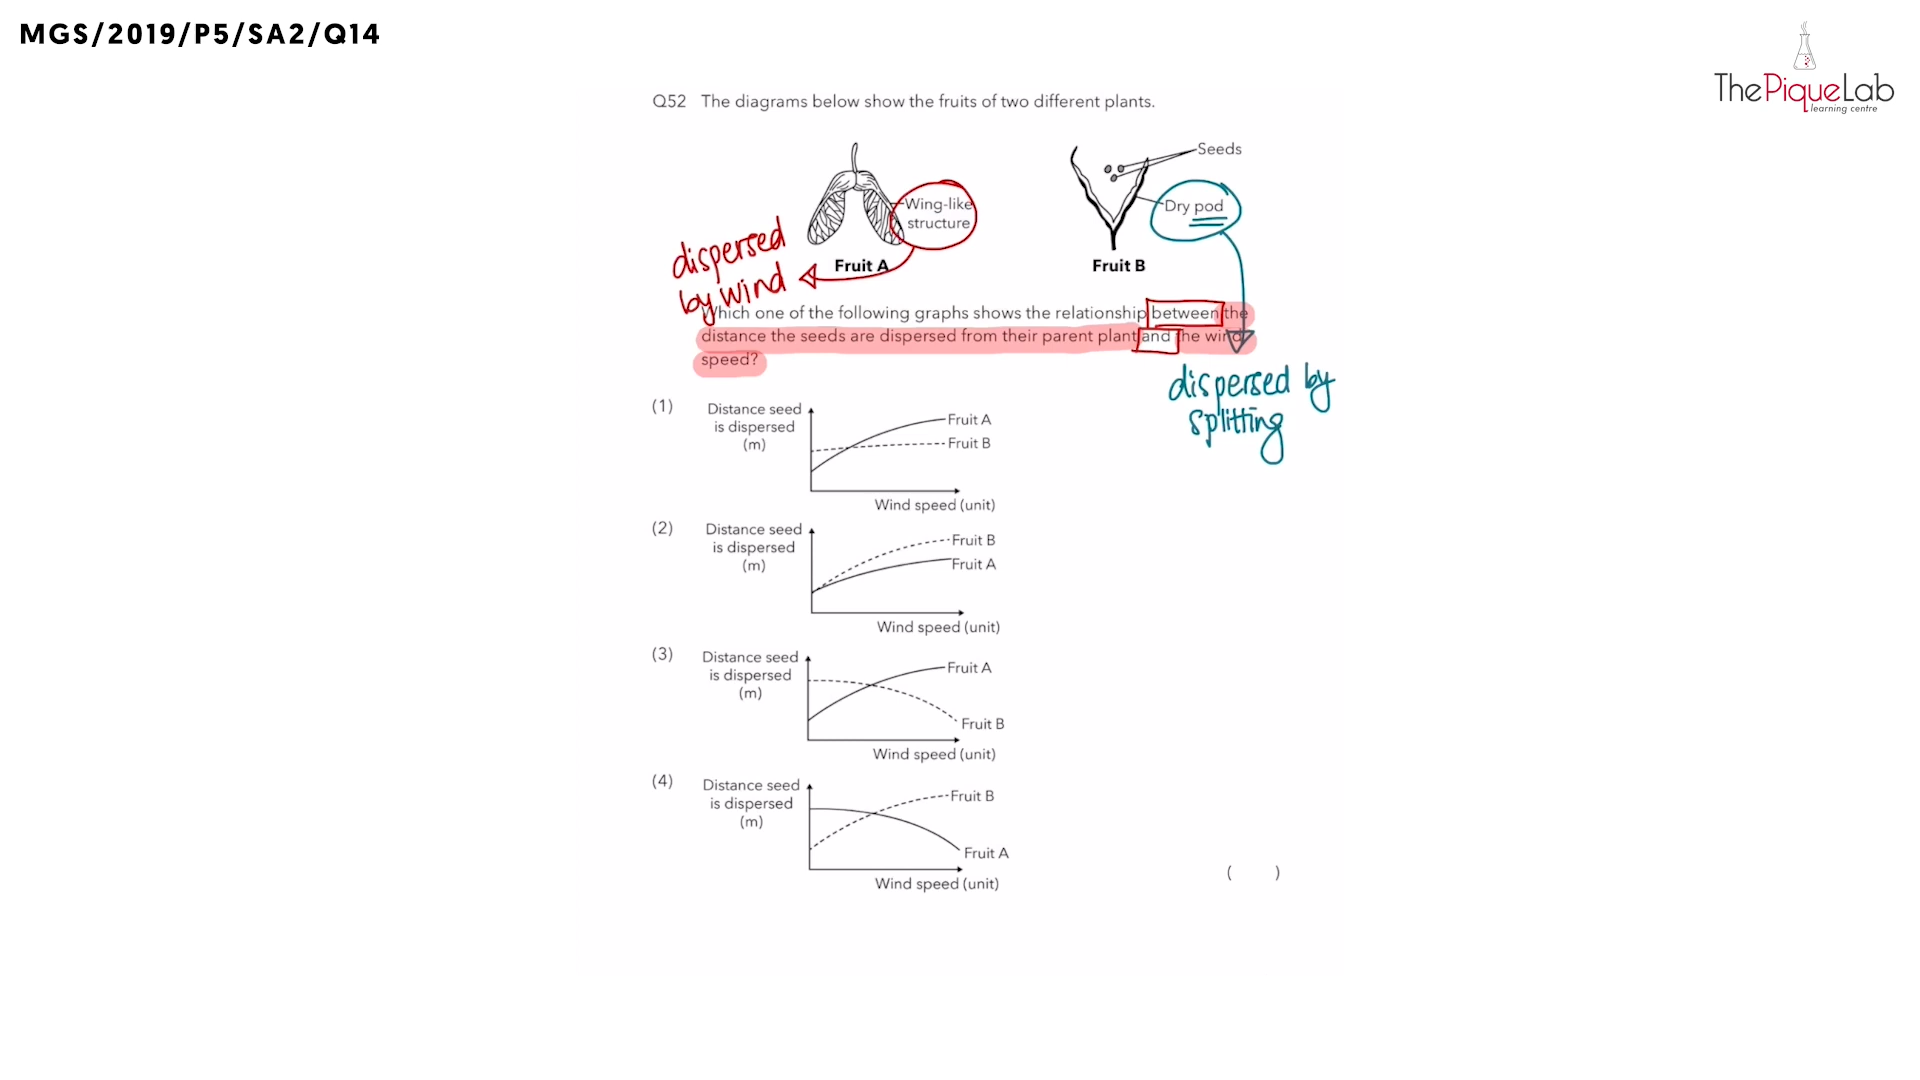 MGS/2019/P5/SA2/Q14
ThePiqueLab
learning centre
Q52 The diagrams below show the fruits of two different plants.
Seeds
Wing-like
structure
Dry pod
Fruit A
Fruit B
dispersed
by wind
Which one of the following graphs shows the relationship between the
distance the seeds are dispersed from their parent plant and the wind
speed?
dispersed by
splitting
(1)
Distance seed
is dispersed
(m)
Fruit A
Fruit B
Wind speed (unit)
(2)
Distance seed
is dispersed
(m)
Fruit B
Fruit A
Wind speed (unit)
(3)
Distance seed
is dispersed
(m)
Fruit A
Fruit B
Wind speed (unit)
(4)
Distance seed
is dispersed
(m)
Fruit B
Fruit A
Wind speed (unit)
( )